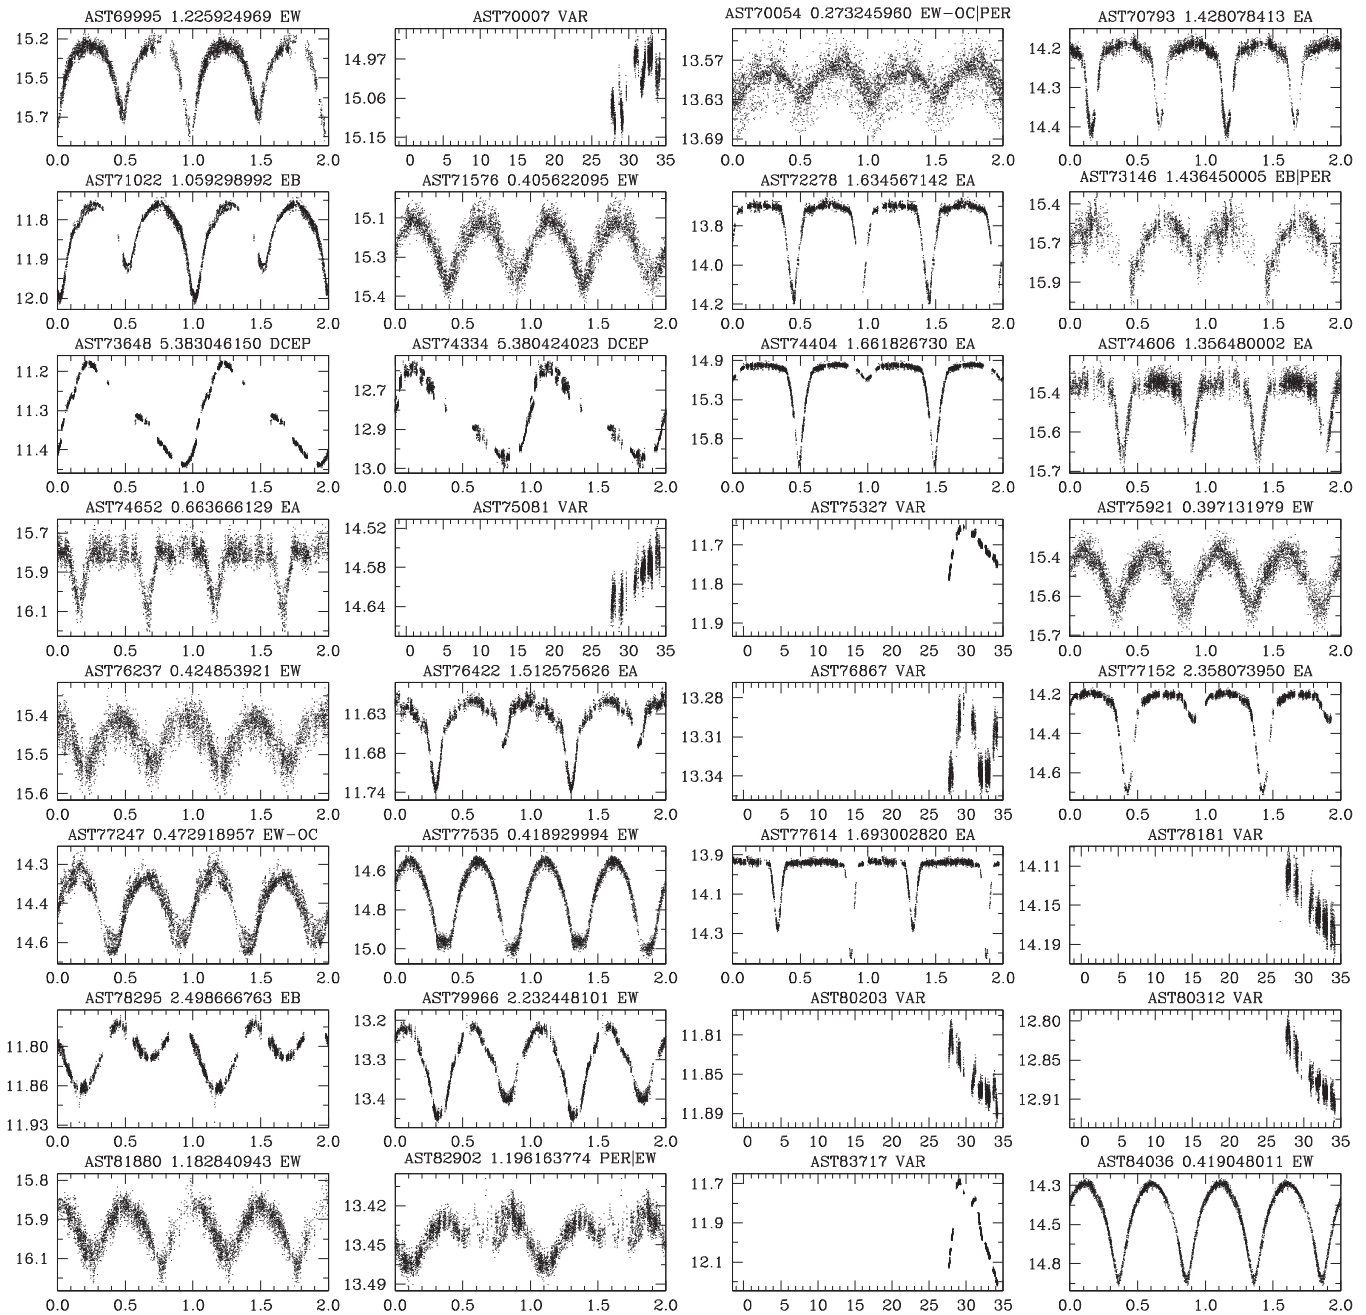 AST69995 1.225924969 EW
15.2
15.5
15.7
0.0 0.5 1.0 1.5 2.0
AST70007 VAR
14.97
15.06
15.15
0 5 10 15 20 25 30 35
AST70054 0.273245960 EW-OC|PER
13.57
13.63
13.69
0.0 0.5 1.0 1.5 2.0
AST70793 1.428078413 EA
14.2
14.3
14.4
0.0 0.5 1.0 1.5 2.0
AST71022 1.059298992 EB
11.8
11.9
12.0
0.0 0.5 1.0 1.5 2.0
AST71576 0.405622095 EW
15.1
15.3
15.4
0.0 0.5 1.0 1.5 2.0
AST72278 1.634567142 EA
13.8
14.0
14.2
0.0 0.5 1.0 1.5 2.0
AST73146 1.436450005 EB|PER
15.4
15.7
15.9
0.0 0.5 1.0 1.5 2.0
AST73648 5.383046150 DCEP
11.2
11.3
11.4
0.0 0.5 1.0 1.5 2.0
AST74334 5.380424023 DCEP
12.7
12.9
13.0
0.0 0.5 1.0 1.5 2.0
AST74404 1.661826730 EA
14.9
15.3
15.8
0.0 0.5 1.0 1.5 2.0
AST74606 1.356480002 EA
15.4
15.6
15.7
0.0 0.5 1.0 1.5 2.0
AST74652 0.663666129 EA
15.7
15.9
16.1
0.0 0.5 1.0 1.5 2.0
AST75081 VAR
14.52
14.58
14.64
0 5 10 15 20 25 30 35
AST75327 VAR
11.7
11.8
11.9
0 5 10 15 20 25 30 35
AST75921 0.397131979 EW
15.4
15.6
15.7
0.0 0.5 1.0 1.5 2.0
AST76237 0.424853921 EW
15.4
15.5
15.6
0.0 0.5 1.0 1.5 2.0
AST76422 1.512575626 EA
11.63
11.68
11.74
0.0 0.5 1.0 1.5 2.0
AST76867 VAR
13.28
13.31
13.34
0 5 10 15 20 25 30 35
AST77152 2.358073950 EA
14.2
14.4
14.6
0.0 0.5 1.0 1.5 2.0
AST77247 0.472918957 EW-OC
14.3
14.4
14.6
0.0 0.5 1.0 1.5 2.0
AST77535 0.418929994 EW
14.6
14.8
15.0
0.0 0.5 1.0 1.5 2.0
AST77614 1.693002820 EA
13.9
14.1
14.3
0.0 0.5 1.0 1.5 2.0
AST78181 VAR
14.11
14.15
14.19
0 5 10 15 20 25 30 35
AST78295 2.498666763 EB
11.80
11.86
11.93
0.0 0.5 1.0 1.5 2.0
AST79966 2.232448101 EW
13.2
13.3
13.4
0.0 0.5 1.0 1.5 2.0
AST80203 VAR
11.81
11.85
11.89
0 5 10 15 20 25 30 35
AST80312 VAR
12.80
12.85
12.91
0 5 10 15 20 25 30 35
AST81880 1.182840943 EW
15.8
15.9
16.1
0.0 0.5 1.0 1.5 2.0
AST82902 1.196163774 PER|EW
13.42
13.45
13.49
0.0 0.5 1.0 1.5 2.0
AST83717 VAR
11.7
11.9
12.1
0 5 10 15 20 25 30 35
AST84036 0.419048011 EW
14.3
14.5
14.8
0.0 0.5 1.0 1.5 2.0